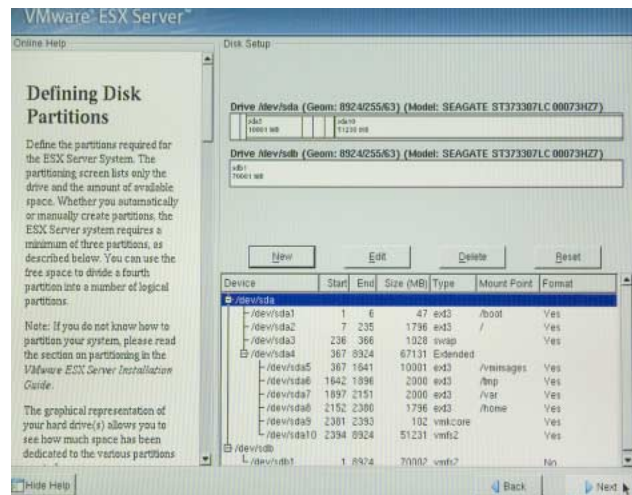 VMware ESX Server™
Online Help
Disk Setup
Defining Disk
Partitions
Define the partitions required for
the ESX Server System. The
partitioning screen lists only the
drive and the amount of available
space. Whether you automatically
or manually create partitions, the
ESX Server system requires a
minimum of three partitions, as
described below. You can use the
free space to divide a fourth
partition into a number of logical
partitions.
Note: If you do not know how to
partition your system, please read
the section on partitioning in the
VMware ESX Server Installation
Guide.
The graphical representation of
your hard drive(s) allows you to
see how much space has been
dedicated to the various partitions
Drive /dev/sda (Geom: 8924/255/63) (Model: SEAGATE ST373307LC 00073HZ7)
sda5 sda10
10001 MB 51230 MB
Drive /dev/sdb (Geom: 8924/255/63) (Model: SEAGATE ST373307LC 00073HZ7)
sdb1
70001 MB
New Edit Delete Reset
Device Start End Size (MB) Type Mount Point Format
/dev/sda
/dev/sda1 1 6 47 ext3 /boot Yes
/dev/sda2 7 235 1796 ext3 / Yes
/dev/sda3 236 366 1028 swap Yes
/dev/sda4 367 8924 67131 Extended
/dev/sda5 367 1641 10001 ext3 /vmimages Yes
/dev/sda6 1642 1896 2000 ext3 /tmp Yes
/dev/sda7 1897 2151 2000 ext3 /var Yes
/dev/sda8 2152 2380 1796 ext3 /home Yes
/dev/sda9 2381 2393 102 vmkcore Yes
/dev/sda10 2394 8924 51231 vmfs2 Yes
/dev/sdb
/dev/sdb1 1 8924 70002 vmfs2 No
Hide Help Back Next